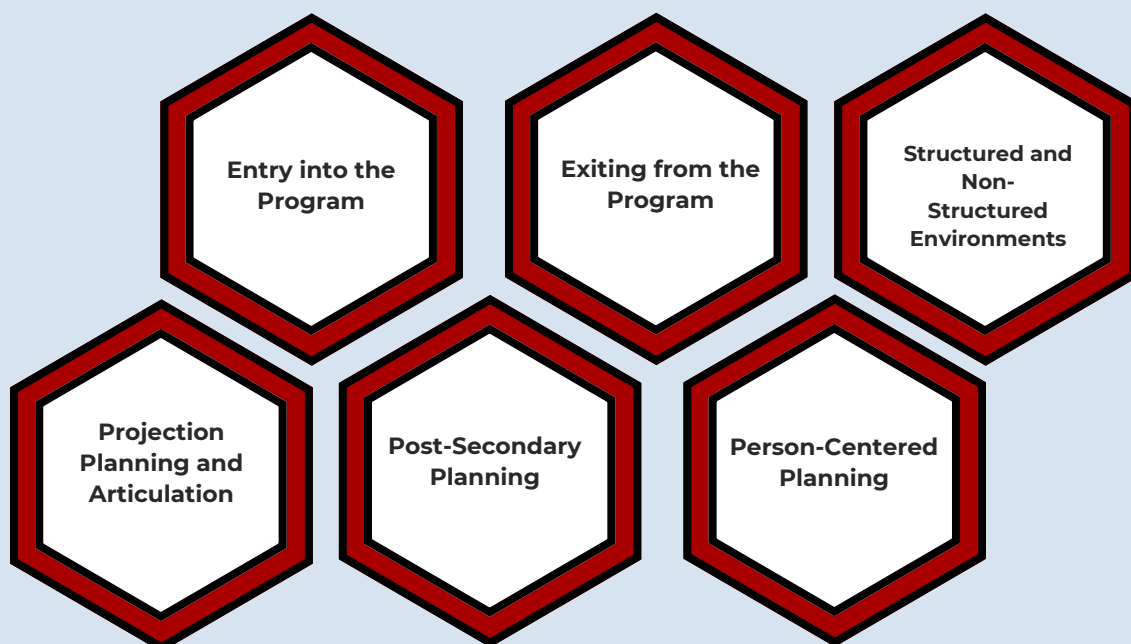 Entry into the
Program
Exiting from the
Program
Structured and
Non-
Structured
Environments
Projection
Planning and
Articulation
Post-Secondary
Planning
Person-Centered
Planning